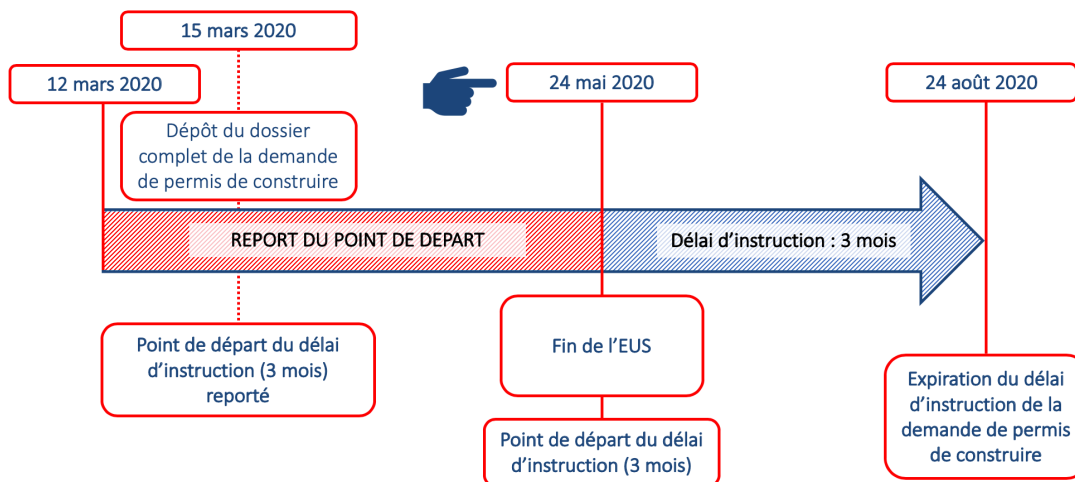 15 mars 2020
12 mars 2020
24 mai 2020
24 août 2020
Dépôt du dossier
complet de la demande
de permis de construire
REPORT DU POINT DE DEPART
Délai d’instruction : 3 mois
Point de départ du délai
d’instruction (3 mois)
reporté
Fin de l’EUS
Point de départ du délai
d’instruction (3 mois)
Expiration du délai
d’instruction de la
demande de permis
de construire